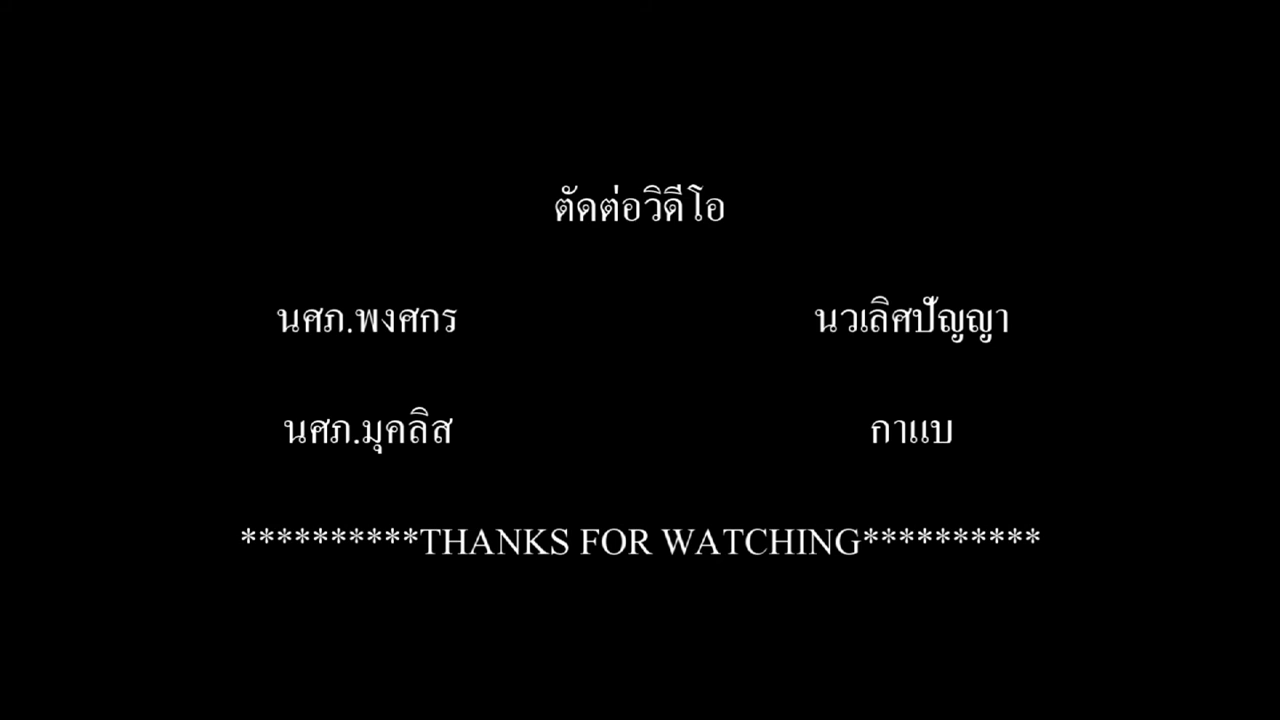 ตัดต่อวิดีโอ
นศภ.พงศกร นวเลิศปัญญา
นศภ.มุคลิส กาแบ
**********THANKS FOR WATCHING**********